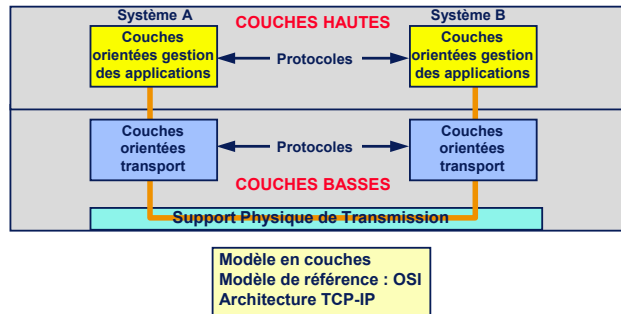 Système A
COUCHES HAUTES
Système B
Couches
orientées gestion
des applications
Protocoles
Couches
orientées gestion
des applications
Couches
orientées
transport
Protocoles
Couches
orientées
transport
COUCHES BASSES
Support Physique de Transmission
Modèle en couches
Modèle de référence : OSI
Architecture TCP-IP